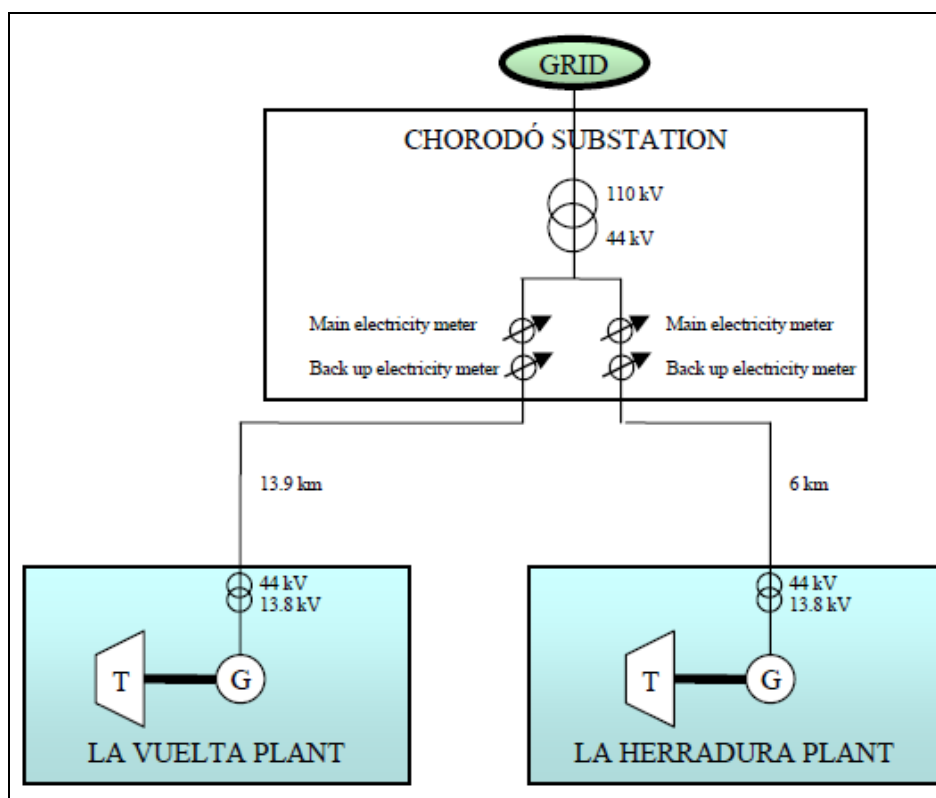 GRID
CHORODÓ SUBSTATION
110 kV
44 kV
Main electricity meter
Main electricity meter
Back up electricity meter
Back up electricity meter
13.9 km
6 km
44 kV
13.8 kV
44 kV
13.8 kV
T
G
T
G
LA VUELTA PLANT
LA HERRADURA PLANT